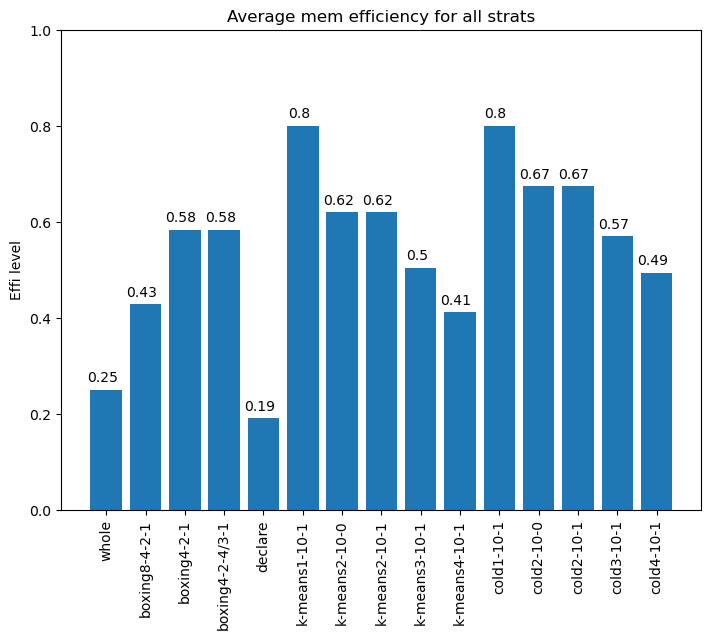 Average mem efficiency for all strats
Effi level
1.0
0.8
0.6
0.4
0.2
0.0
0.25
0.43
0.58
0.58
0.19
0.8
0.62
0.62
0.5
0.41
0.8
0.67
0.67
0.57
0.49
whole
boxing8-4-2-1
boxing4-2-1
boxing4-2-4/3-1
declare
k-means1-10-1
k-means2-10-0
k-means2-10-1
k-means3-10-1
k-means4-10-1
cold1-10-1
cold2-10-0
cold2-10-1
cold3-10-1
cold4-10-1